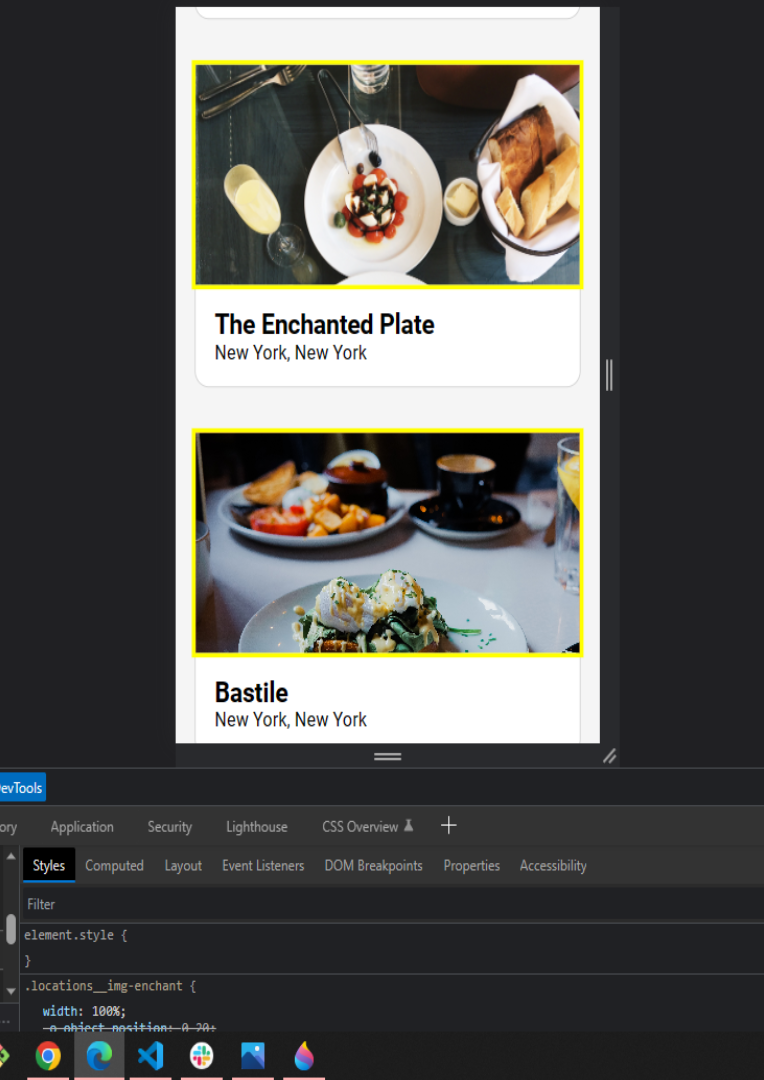 The Enchanted Plate
New York, New York
Bastile
New York, New York
evTools
ory Application Security Lighthouse CSS Overview
Styles Computed Layout Event Listeners DOM Breakpoints Properties Accessibility
Filter
element.style {
}
.locations__img-enchant {
width: 100%;
-o-object-position: 0 20;
...